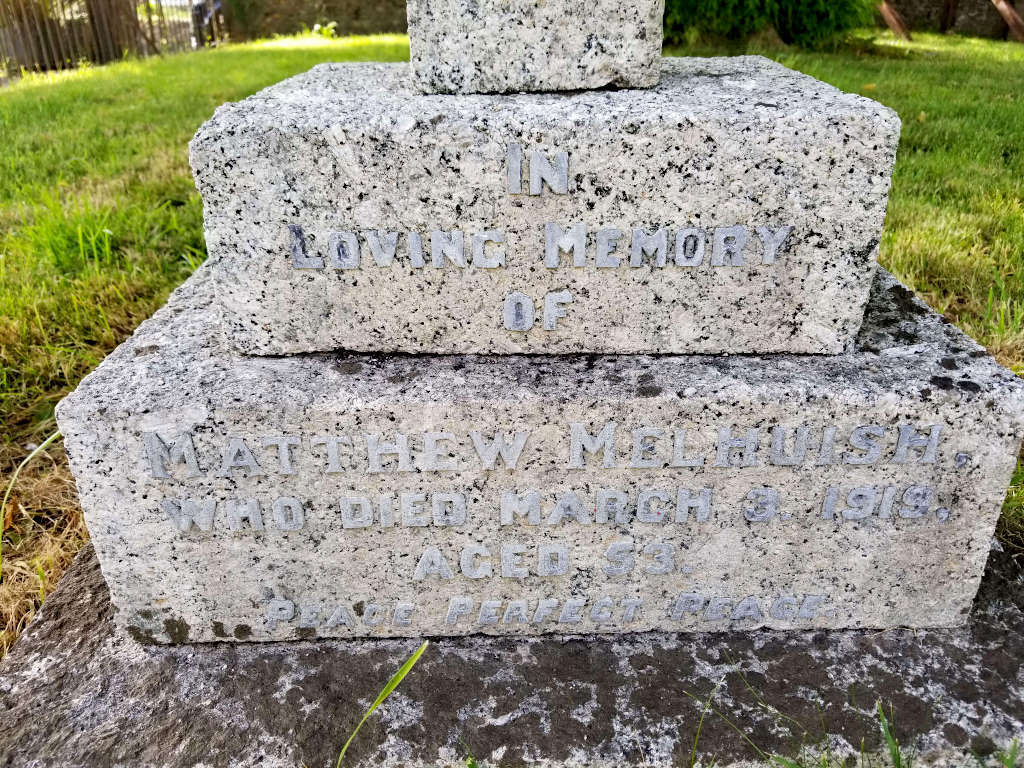 IN
LOVING MEMORY
OF
MATTHEW MELHUISH,
WHO DIED MARCH 3. 1919,
AGED 53.
PEACE PERFECT PEACE.